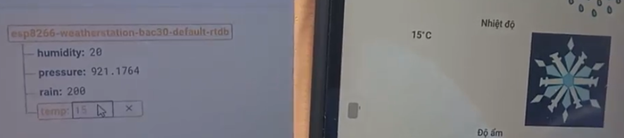 esp8266-weatherstation-bac30-default-rtdb
humidity: 20
pressure: 921.1764
rain: 200
temp: 15 ×
Nhiệt độ
15°C
Độ ẩm